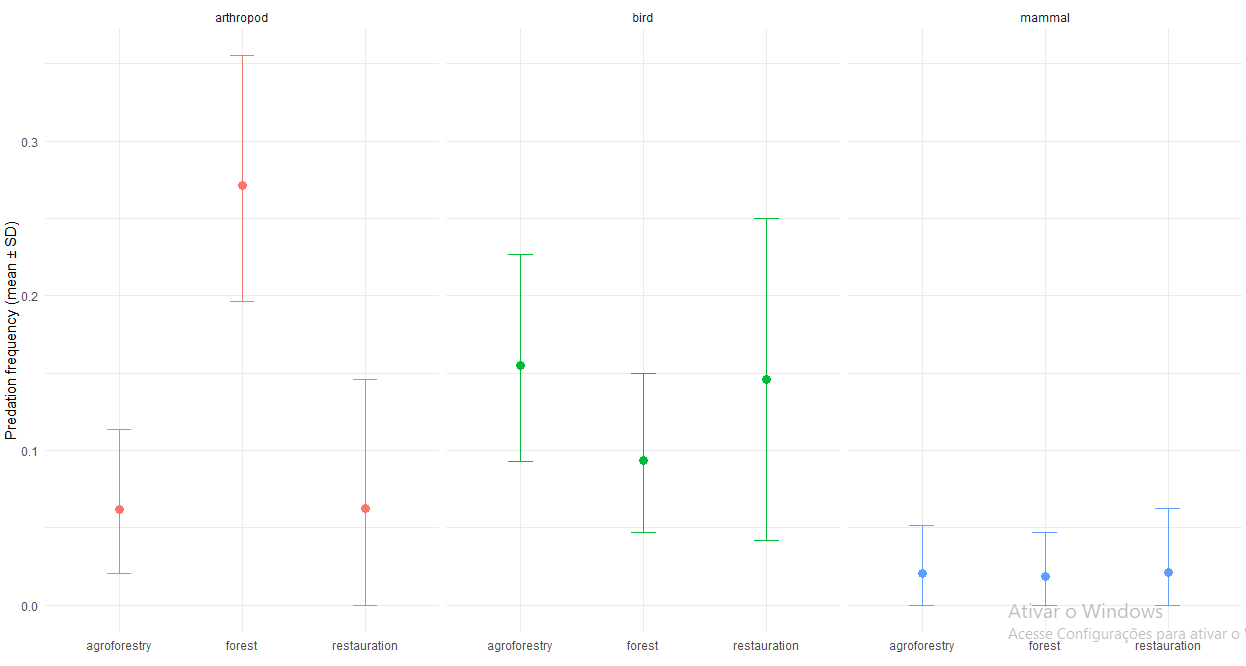 arthropod bird mammal
Predation frequency (mean ± SD)
0.3
0.2
0.1
0.0
agroforestry forest restauration agroforestry forest restauration agroforestry forest restauration
Ativar o Windows
Acesse Configurações para ativar o